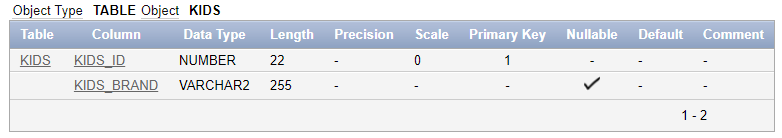 Object Type TABLE Object KIDS
Table Column Data Type Length Precision Scale Primary Key Nullable Default Comment
KIDS KIDS_ID NUMBER 22 - 0 1 - - -
KIDS_BRAND VARCHAR2 255 - - - ✓ - -
1 - 2